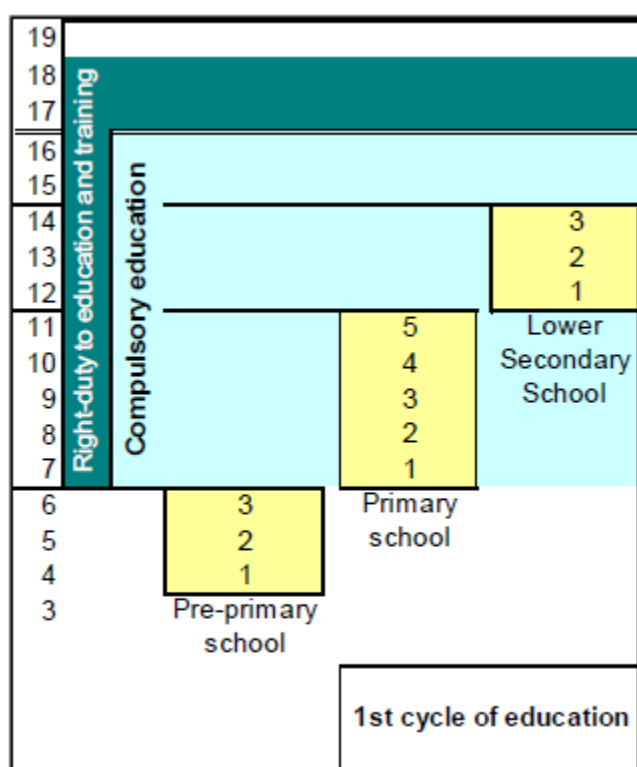 19
18
17
16
15
14
13
12
11
10
9
8
7
6
5
4
3
Right-duty to education and training
Compulsory education
3
2
1
Pre-primary
school
5
4
3
2
1
Primary
school
3
2
1
Lower
Secondary
School
1st cycle of education